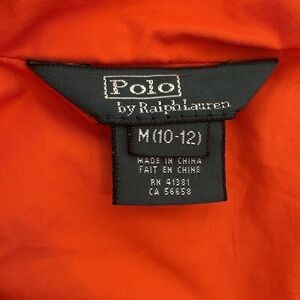 Polo
by Ralph Lauren
M (10-12)
MADE IN CHINA
FAIT EN CHINE
RN 41381
CA 56658